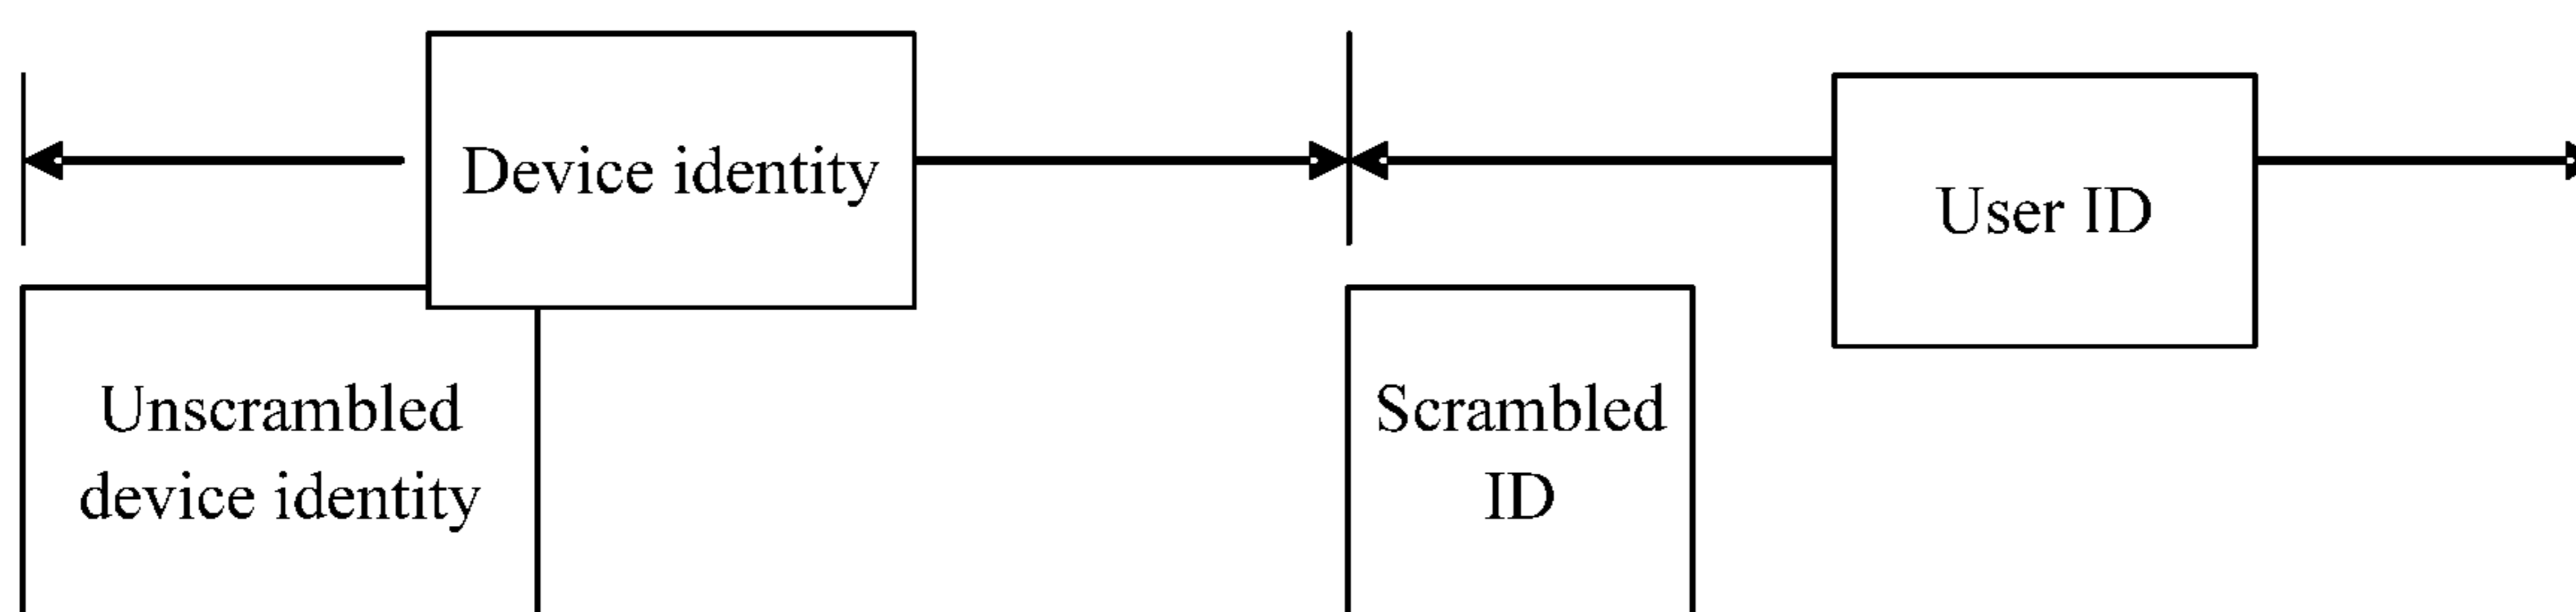 Device identity
User ID
Unscrambled
device identity
Scrambled
ID